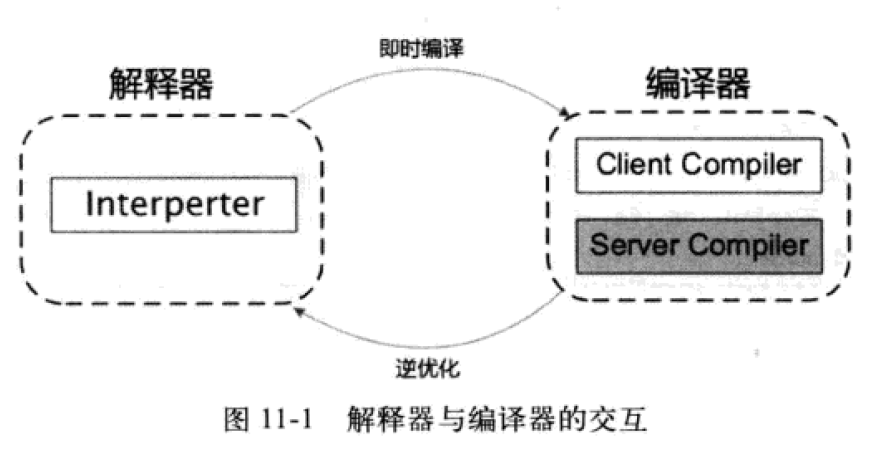 即时编译
解释器
编译器
Interperter
Client Compiler
Server Compiler
逆优化
图 11-1 解释器与编译器的交互